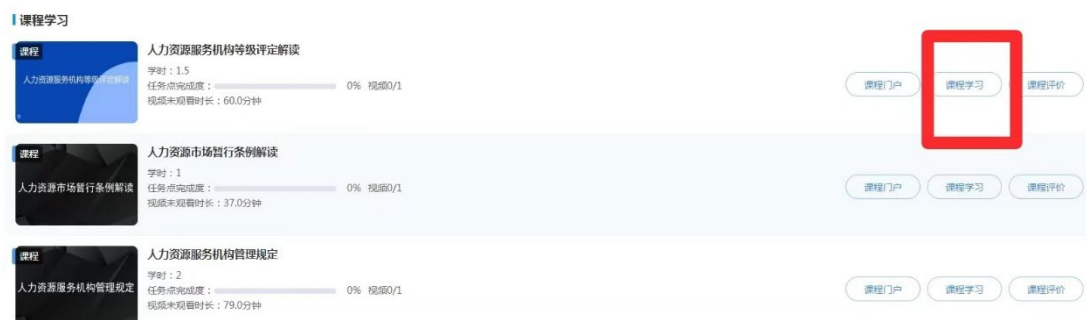 课程学习
课程
人力资源服务机构等级评定解读
人力资源服务机构等级评定解读
学时：1.5
任务点完成度：
0% 视频0/1
视频未观看时长：60.0分钟
课程门户
课程学习
课程评价
课程
人力资源市场暂行条例解读
人力资源市场暂行条例解读
学时：1
任务点完成度：
0% 视频0/1
视频未观看时长：37.0分钟
课程门户
课程学习
课程评价
课程
人力资源服务机构管理规定
人力资源服务机构管理规定
学时：2
任务点完成度：
0% 视频0/1
视频未观看时长：79.0分钟
课程门户
课程学习
课程评价